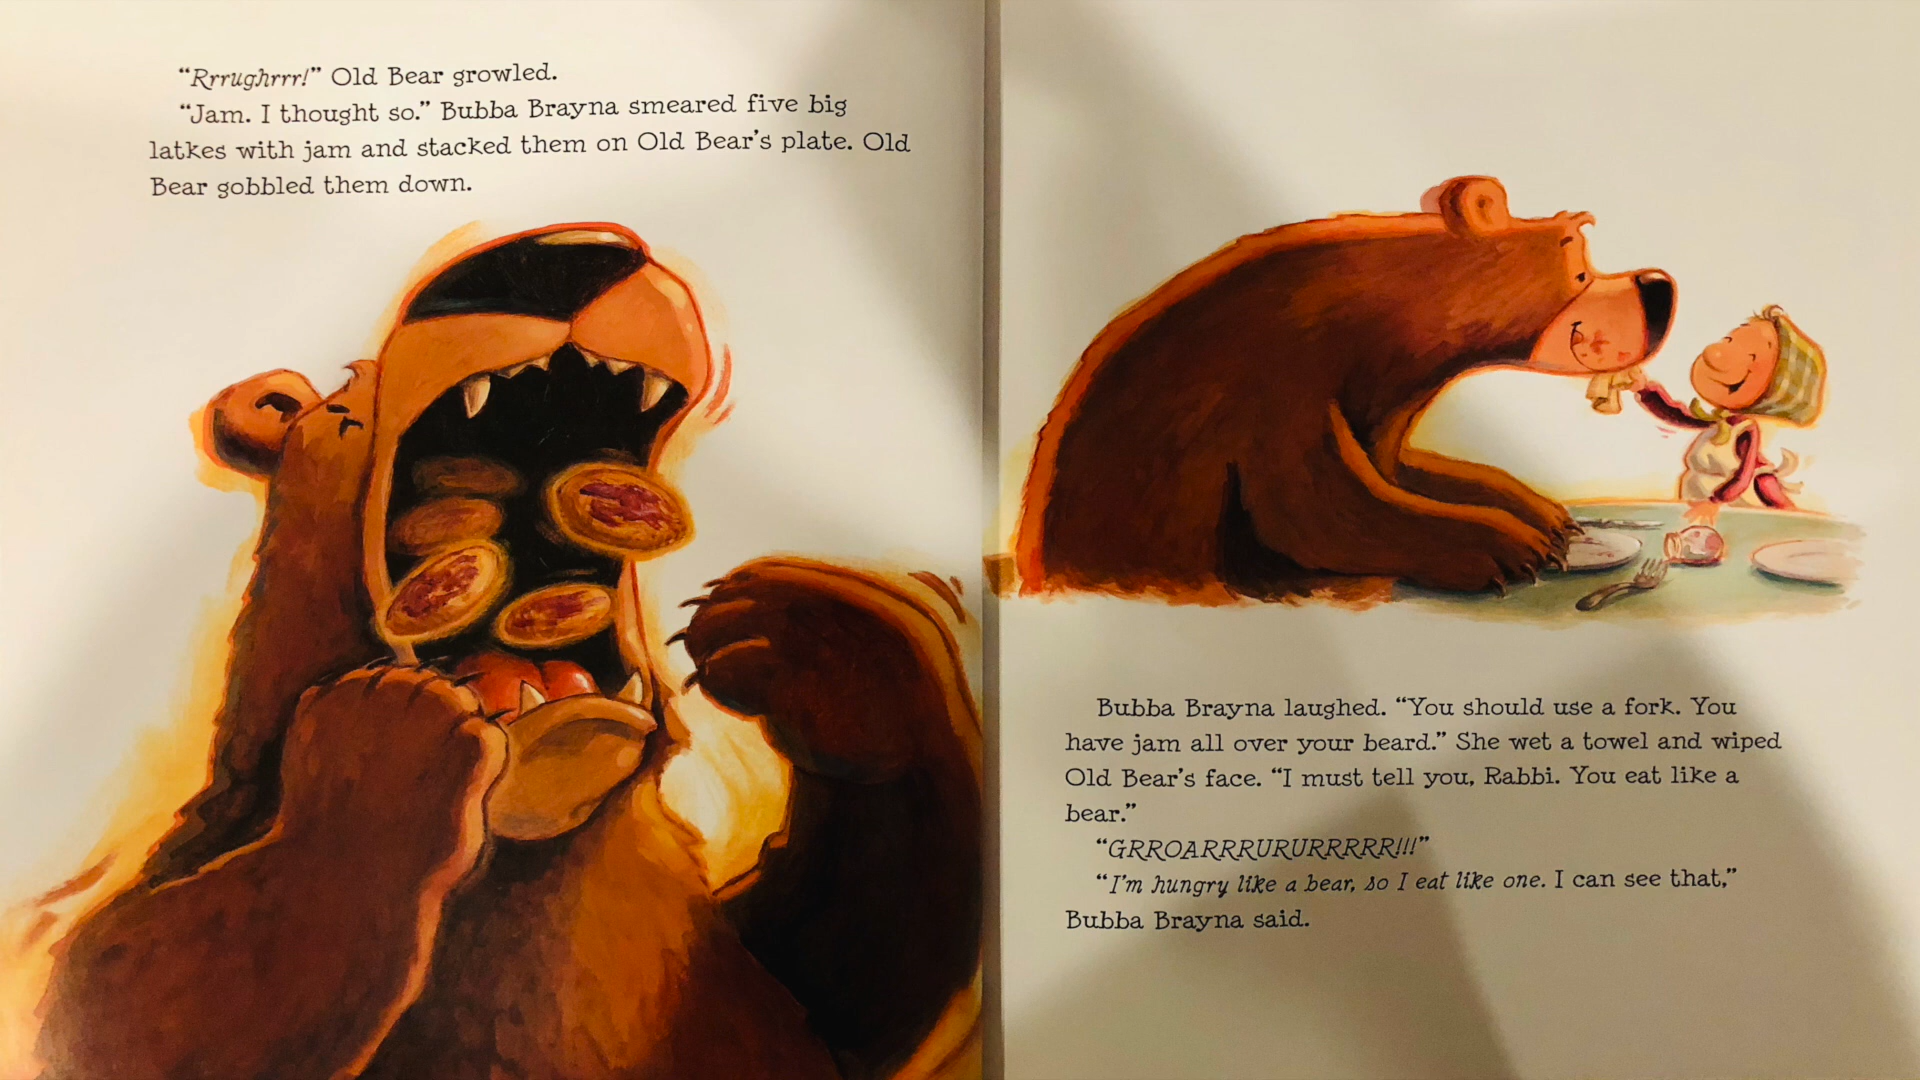 “Rrrughrrr!” Old Bear growled.
“Jam. I thought so.” Bubba Brayna smeared five big
latkes with jam and stacked them on Old Bear’s plate. Old
Bear gobbled them down.
Bubba Brayna laughed. “You should use a fork. You
have jam all over your beard.” She wet a towel and wiped
Old Bear’s face. “I must tell you, Rabbi. You eat like a
bear.”
“GRROARRRURURRRRR!!!”
“I’m hungry like a bear, so I eat like one. I can see that,”
Bubba Brayna said.